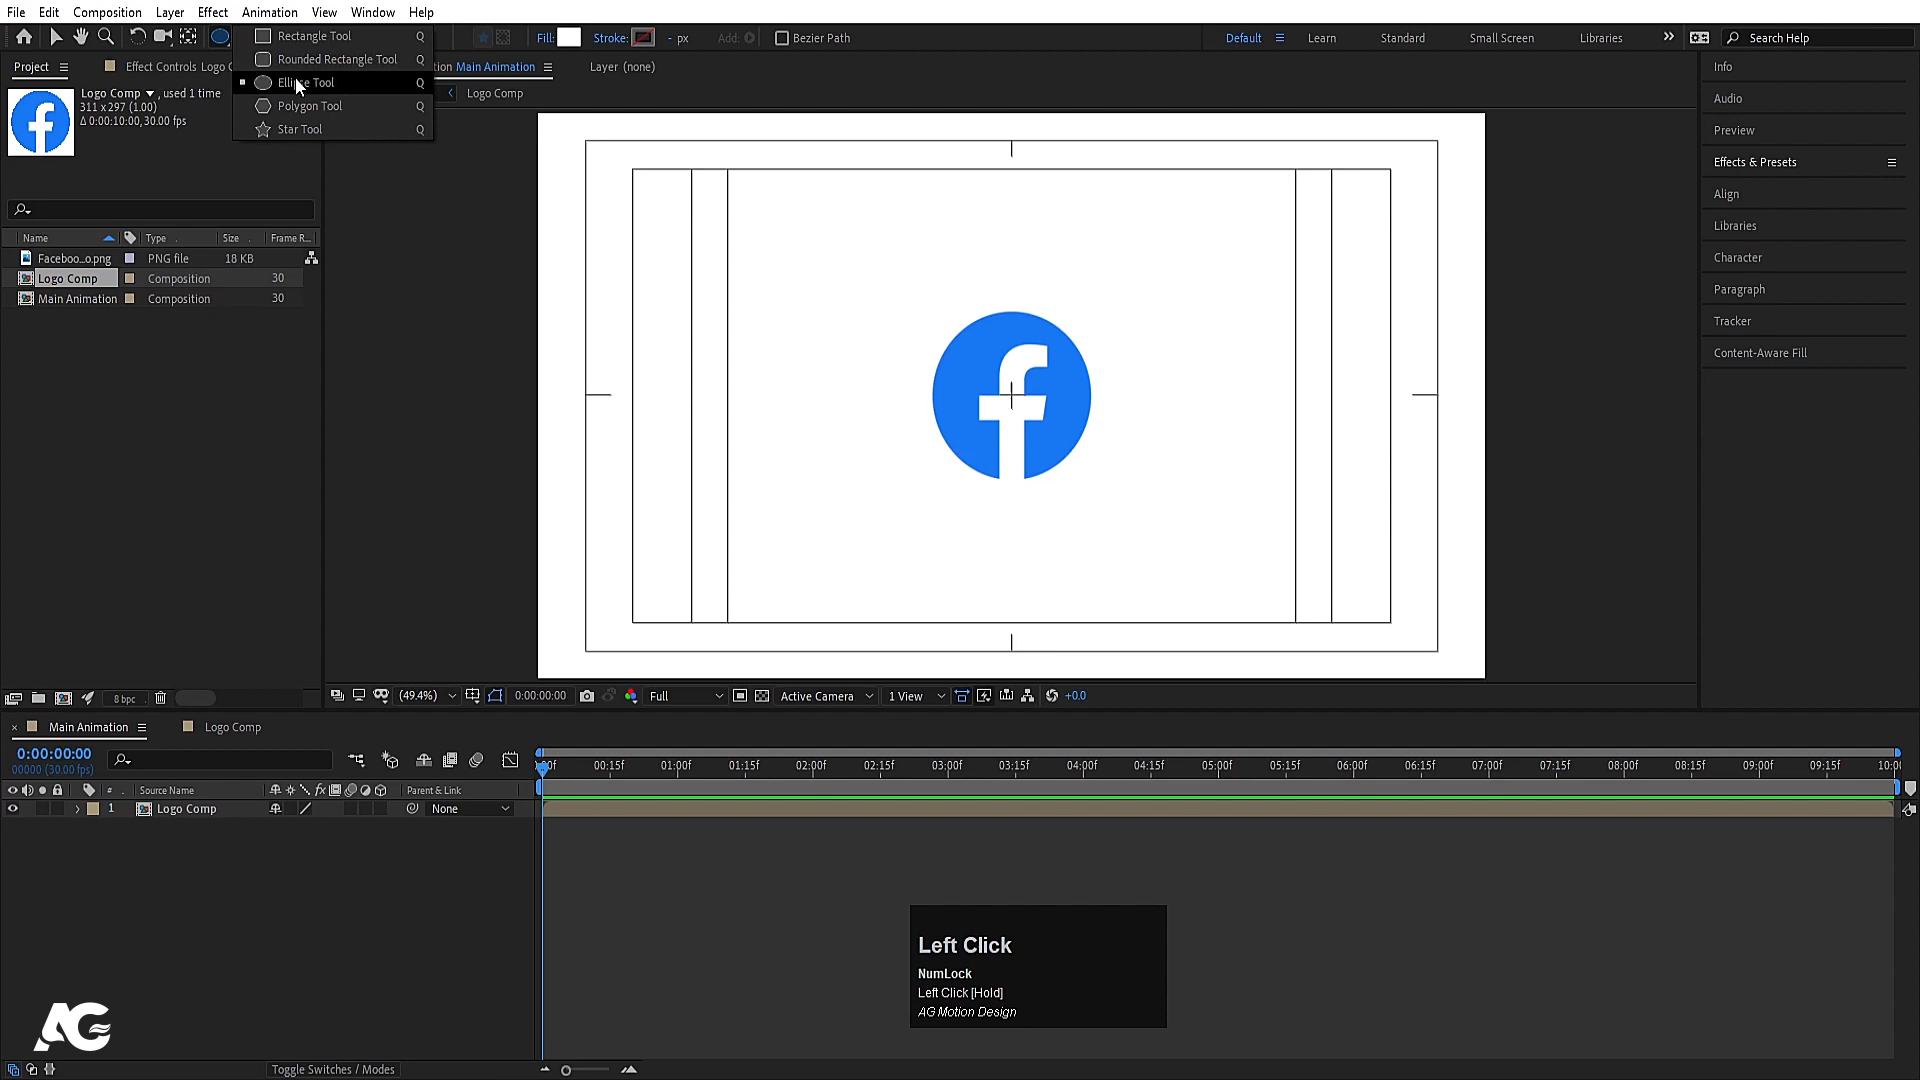 File Edit Composition Layer Effect Animation View Window Help
Fill: Stroke: - px Add: Bezier Path Default Learn Standard Small Screen Libraries Search Help
Rectangle Tool Q
Rounded Rectangle Tool Q
Ellipse Tool Q
Polygon Tool Q
Star Tool Q
Project Effect Controls Logo C
Main Animation Layer (none)
Logo Comp
Logo Comp , used 1 time
311 x 297 (1.00)
Δ 0:00:10:00, 30.00 fps
Name Type Size Frame R...
Faceboo...o.png PNG file 18 KB
Logo Comp Composition 30
Main Animation Composition 30
8 bpc
Info
Audio
Preview
Effects & Presets
Align
Libraries
Character
Paragraph
Tracker
Content-Aware Fill
(49.4%) 0:00:00:00 Full Active Camera 1 View +0.0
Main Animation Logo Comp
0:00:00:00
00000 (30.00 fps)
00:15f 01:00f 01:15f 02:00f 02:15f 03:00f 03:15f 04:00f 04:15f 05:00f 05:15f 06:00f 06:15f 07:00f 07:15f 08:00f 08:15f 09:00f 09:15f 10:0
# Source Name fx Parent & Link
1 Logo Comp None
Left Click
NumLock
Left Click [Hold]
AG Motion Design
AG
Toggle Switches / Modes